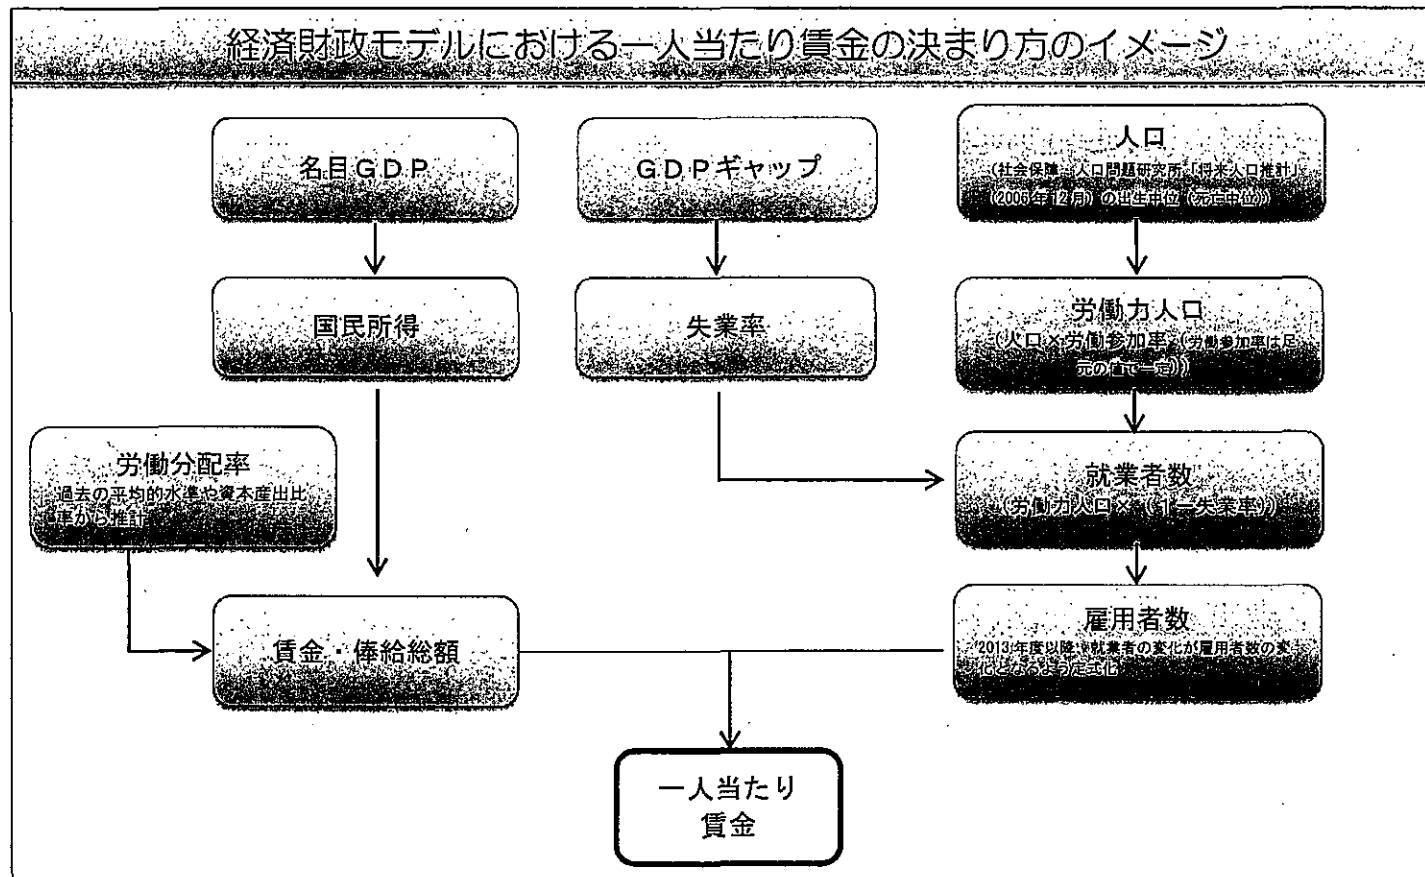 経済財政モデルにおける一人当たり賃金の決まり方のイメージ
名目GDP
GDPギャップ
人口
(社会保障・人口問題研究所「将来人口推計」
(2006年12月)の出生中位(死亡中位))
国民所得
失業率
労働力人口
(人口×労働参加率(労働参加率は足
元の値で一定))
労働分配率
過去の平均的水準や資本産出比
率から推計
就業者数
(労働力人口×(1-失業率))
賃金・俸給総額
雇用者数
2013年度以降、就業者の変化が雇用者数の変
化となるよう定式化
一人当たり
賃金